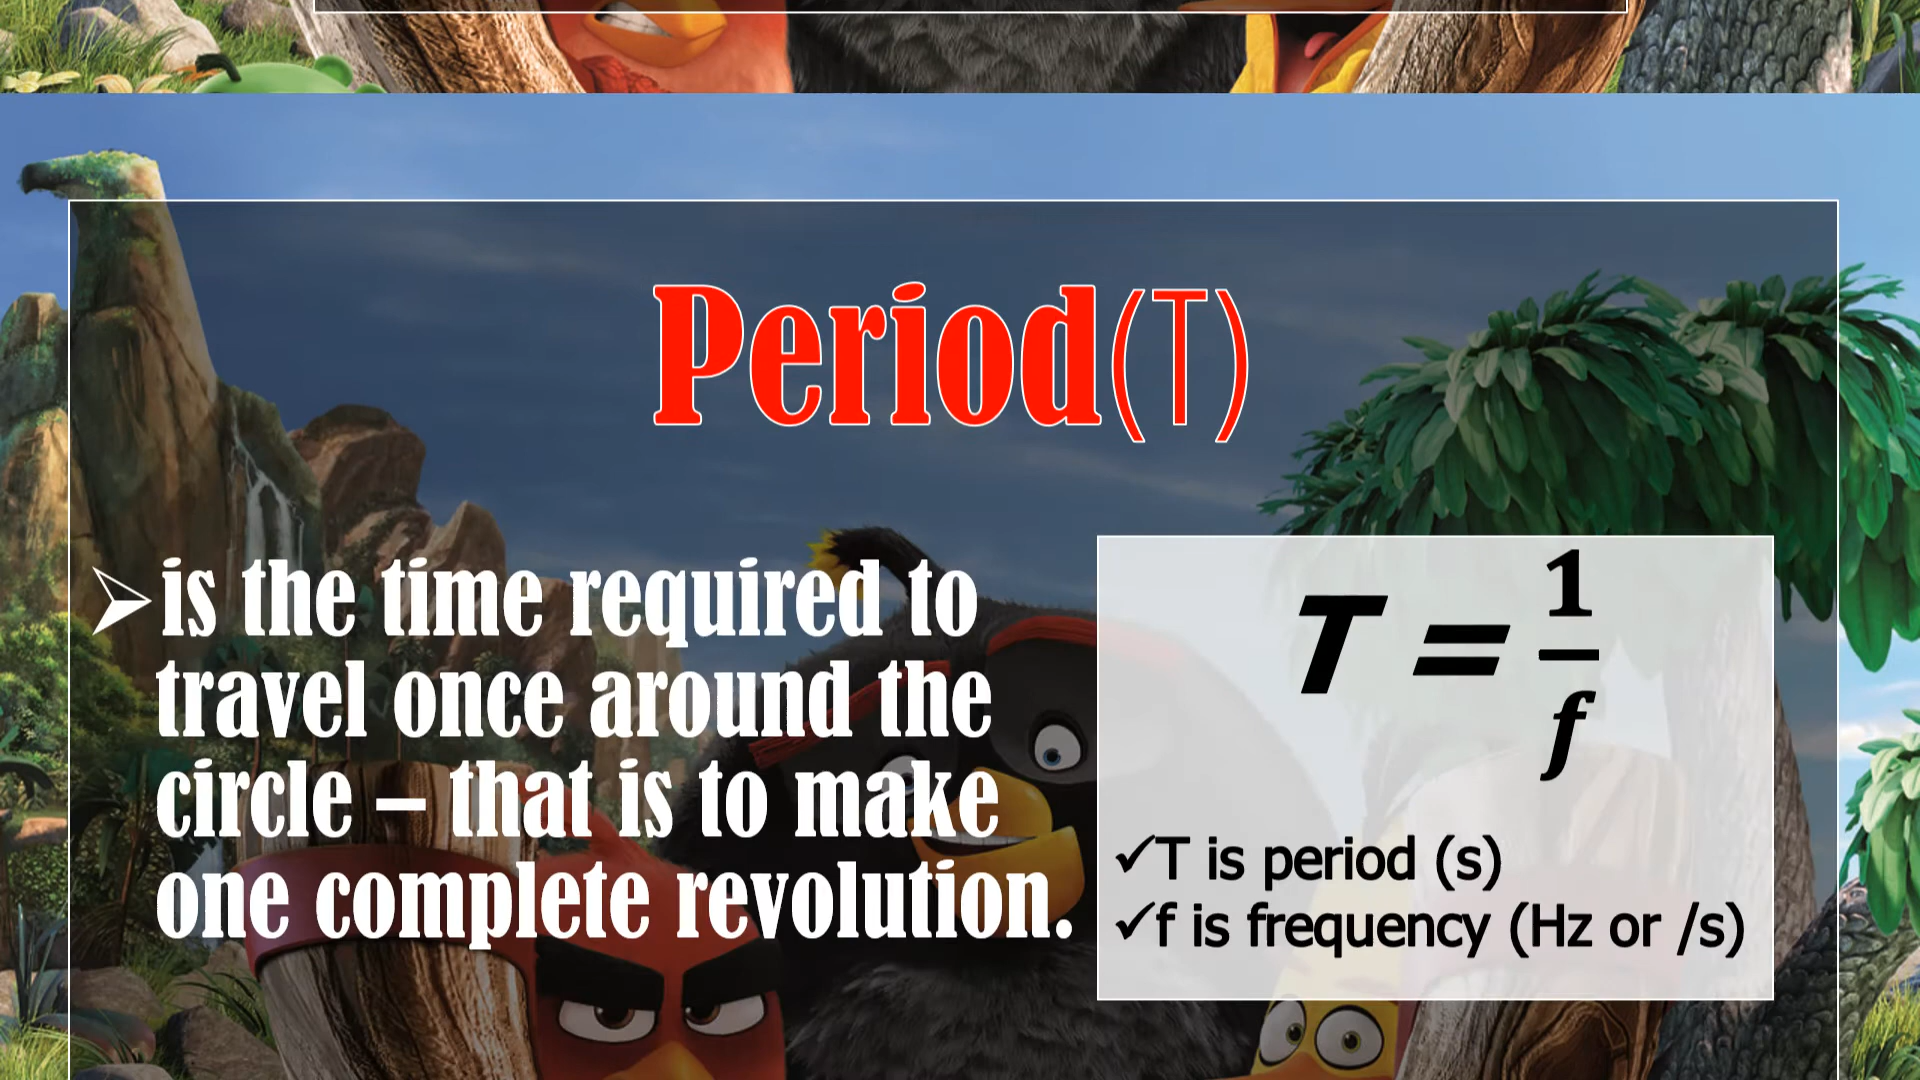 Period(T)
➢is the time required to
travel once around the
circle – that is to make
one complete revolution.
T = 1/f
✓T is period (s)
✓f is frequency (Hz or /s)